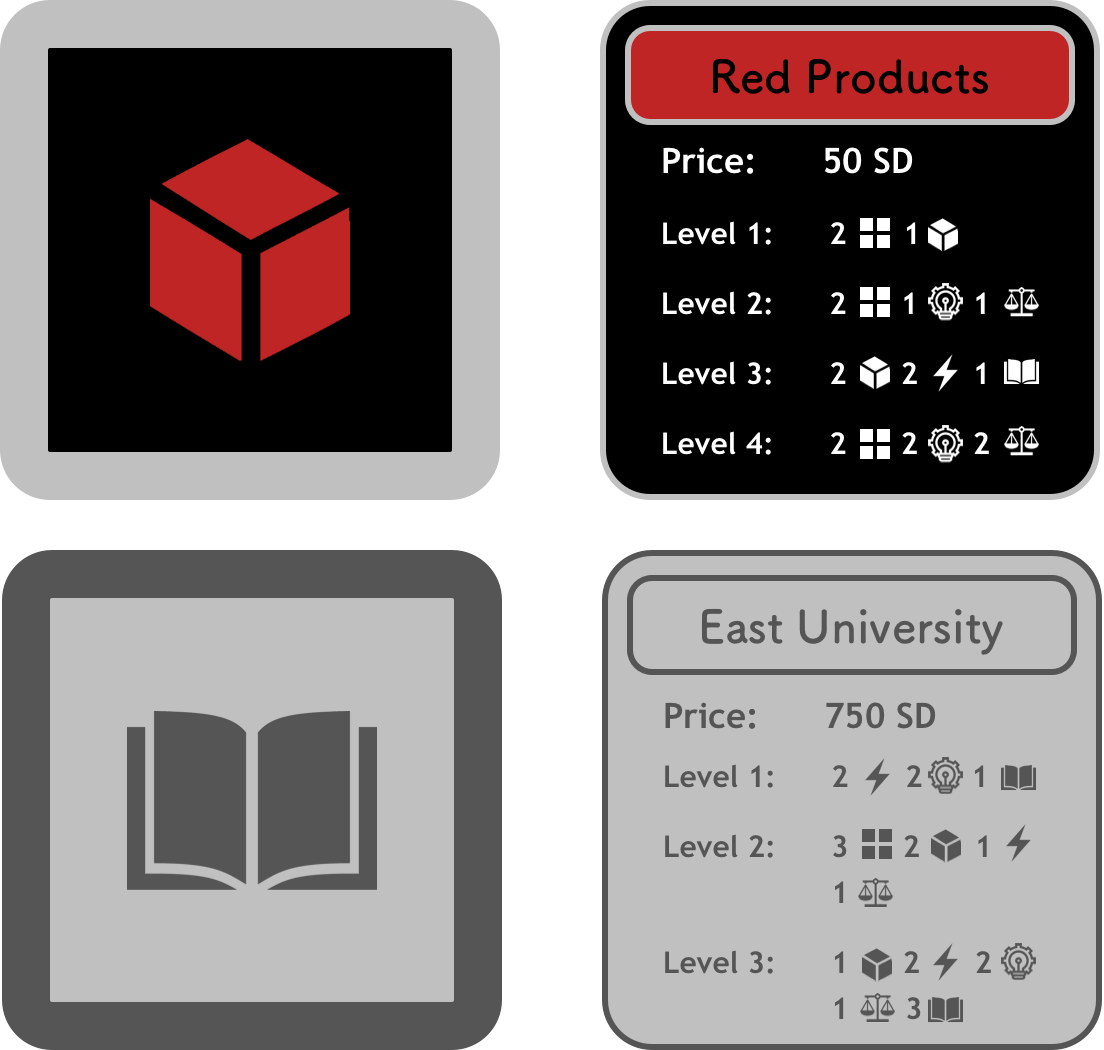 Red Products
Price: 50 SD
Level 1: 2 1
Level 2: 2 1 1
Level 3: 2 2 1
Level 4: 2 2 2
East University
Price: 750 SD
Level 1: 2 2 1
Level 2: 3 2 1
1
Level 3: 1 2 2
1 3